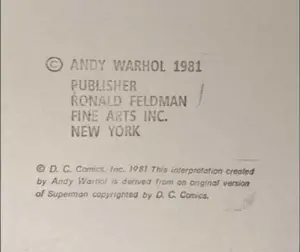 © ANDY WARHOL 1981
PUBLISHER
RONALD FELDMAN
FINE ARTS INC.
NEW YORK
© D. C. Comics, Inc. 1981 This interpretation created
by Andy Warhol is derived from an original version
of Superman copyrighted by D. C. Comics.